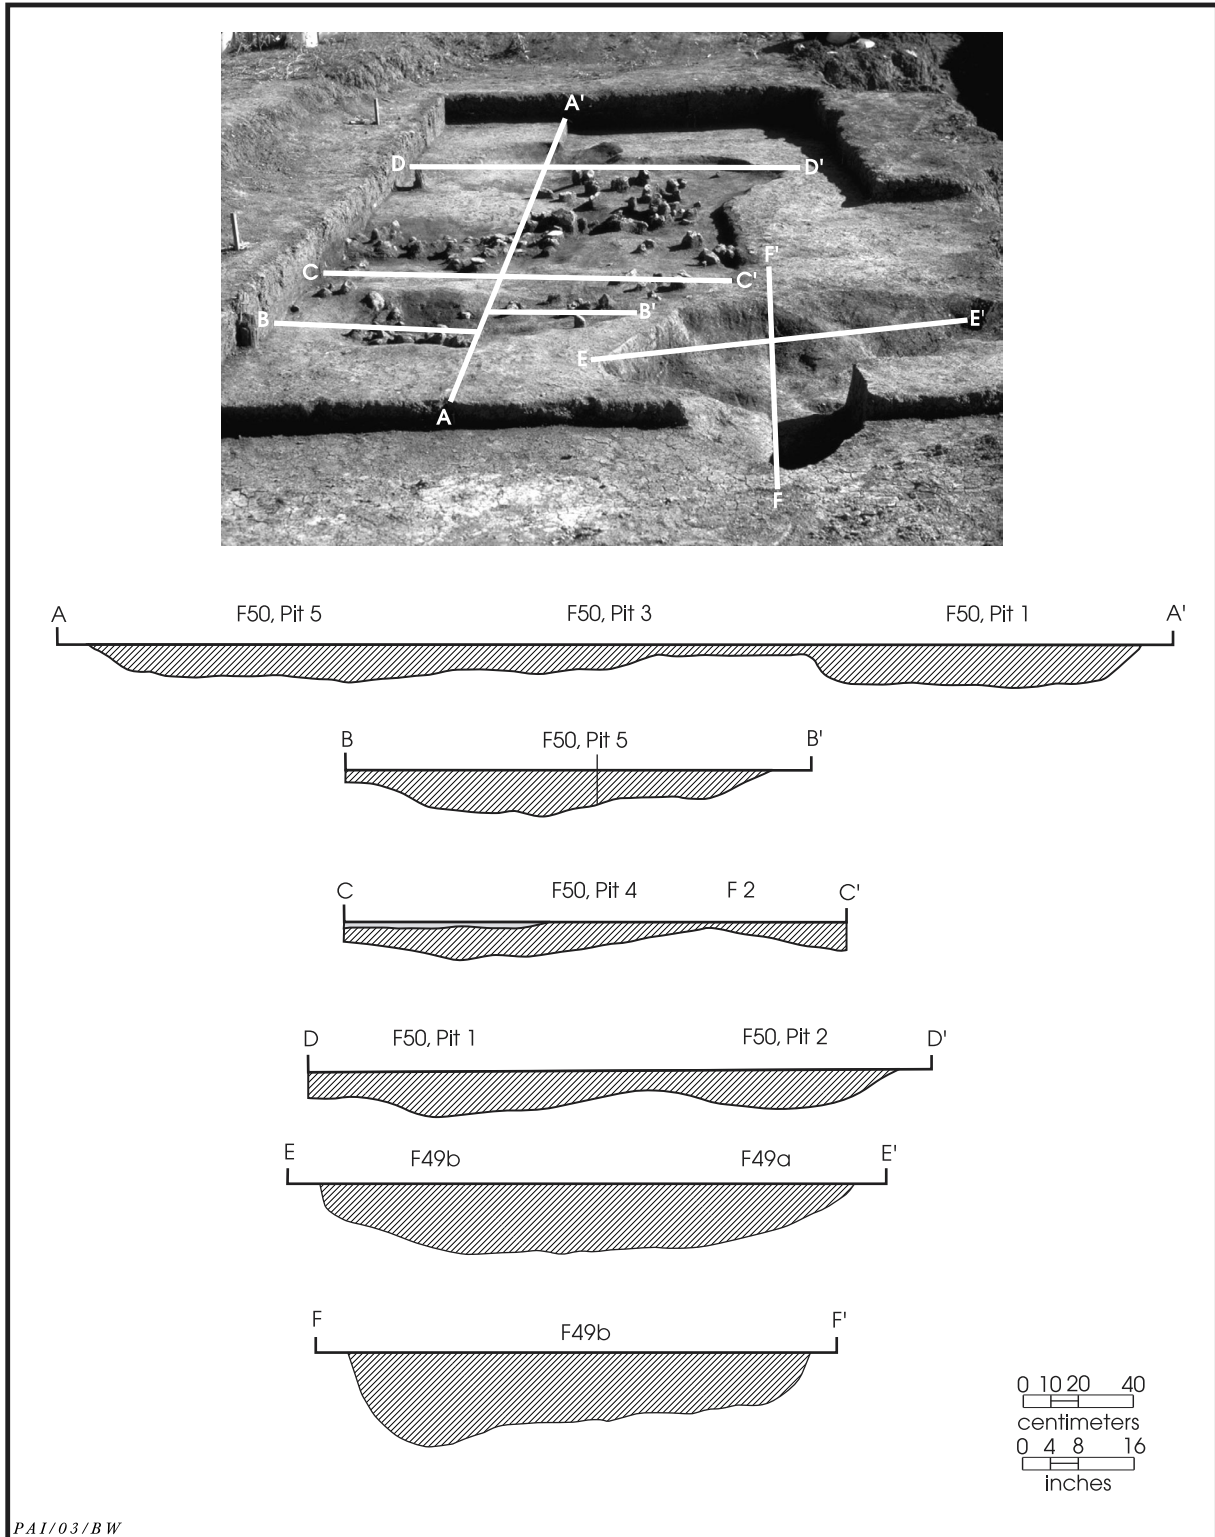 A'
D D'
F'
C C'
B B'
E E'
A
F
A F50, Pit 5 F50, Pit 3 F50, Pit 1 A'
B F50, Pit 5 B'
C F50, Pit 4 F 2 C'
D F50, Pit 1 F50, Pit 2 D'
E F49b F49a E'
F F49b F'
0 10 20 40
centimeters
0 4 8 16
inches
PAI/03/BW